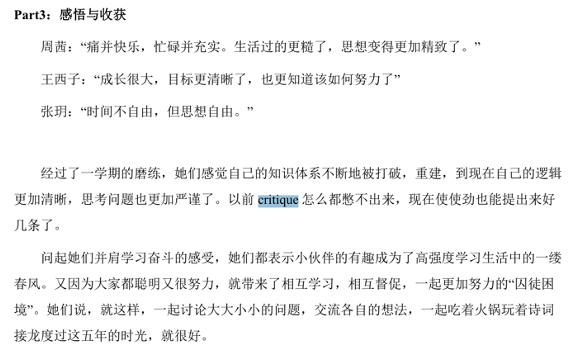 Part3：感悟与收获
周茜：“痛并快乐，忙碌并充实。生活过的更糙了，思想变得更加精致了。”
王西子：“成长很大，目标更清晰了，也更知道该如何努力了”
张玥：“时间不自由，但思想自由。”
经过了一学期的磨练，她们感觉自己的知识体系不断地被打破，重建，到现在自己的逻辑
更加清晰，思考问题也更加严谨了。以前 critique 怎么都憋不出来，现在使使劲也能提出来好
几条了。
问起她们并肩学习奋斗的感受，她们都表示小伙伴的有趣成为了高强度学习生活中的一缕
春风。又因为大家都聪明又很努力，就带来了相互学习，相互督促，一起更加努力的“囚徒困
境”。她们说，就这样，一起讨论大大小小的问题，交流各自的想法，一起吃着火锅玩着诗词
接龙度过这五年的时光，就很好。